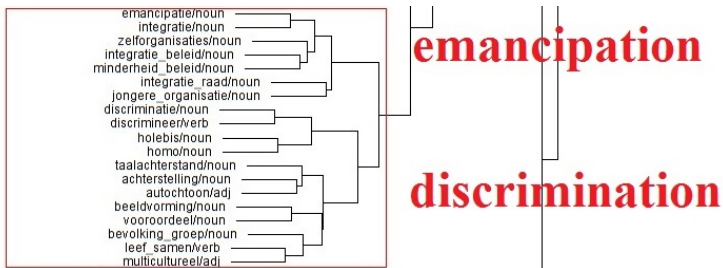 emancipatie/noun
integratie/noun
zelforganisaties/noun
integratie_beleid/noun
minderheid_beleid/noun
integratie_raad/noun
jongere_organisatie/noun
discriminatie/noun
discrimineer/verb
holebis/noun
homo/noun
taalachterstand/noun
achterstelling/noun
autochtoon/adj
beeldvorming/noun
vooroordeel/noun
bevolking_groep/noun
leef_samen/verb
multicultureel/adj
emancipation
discrimination